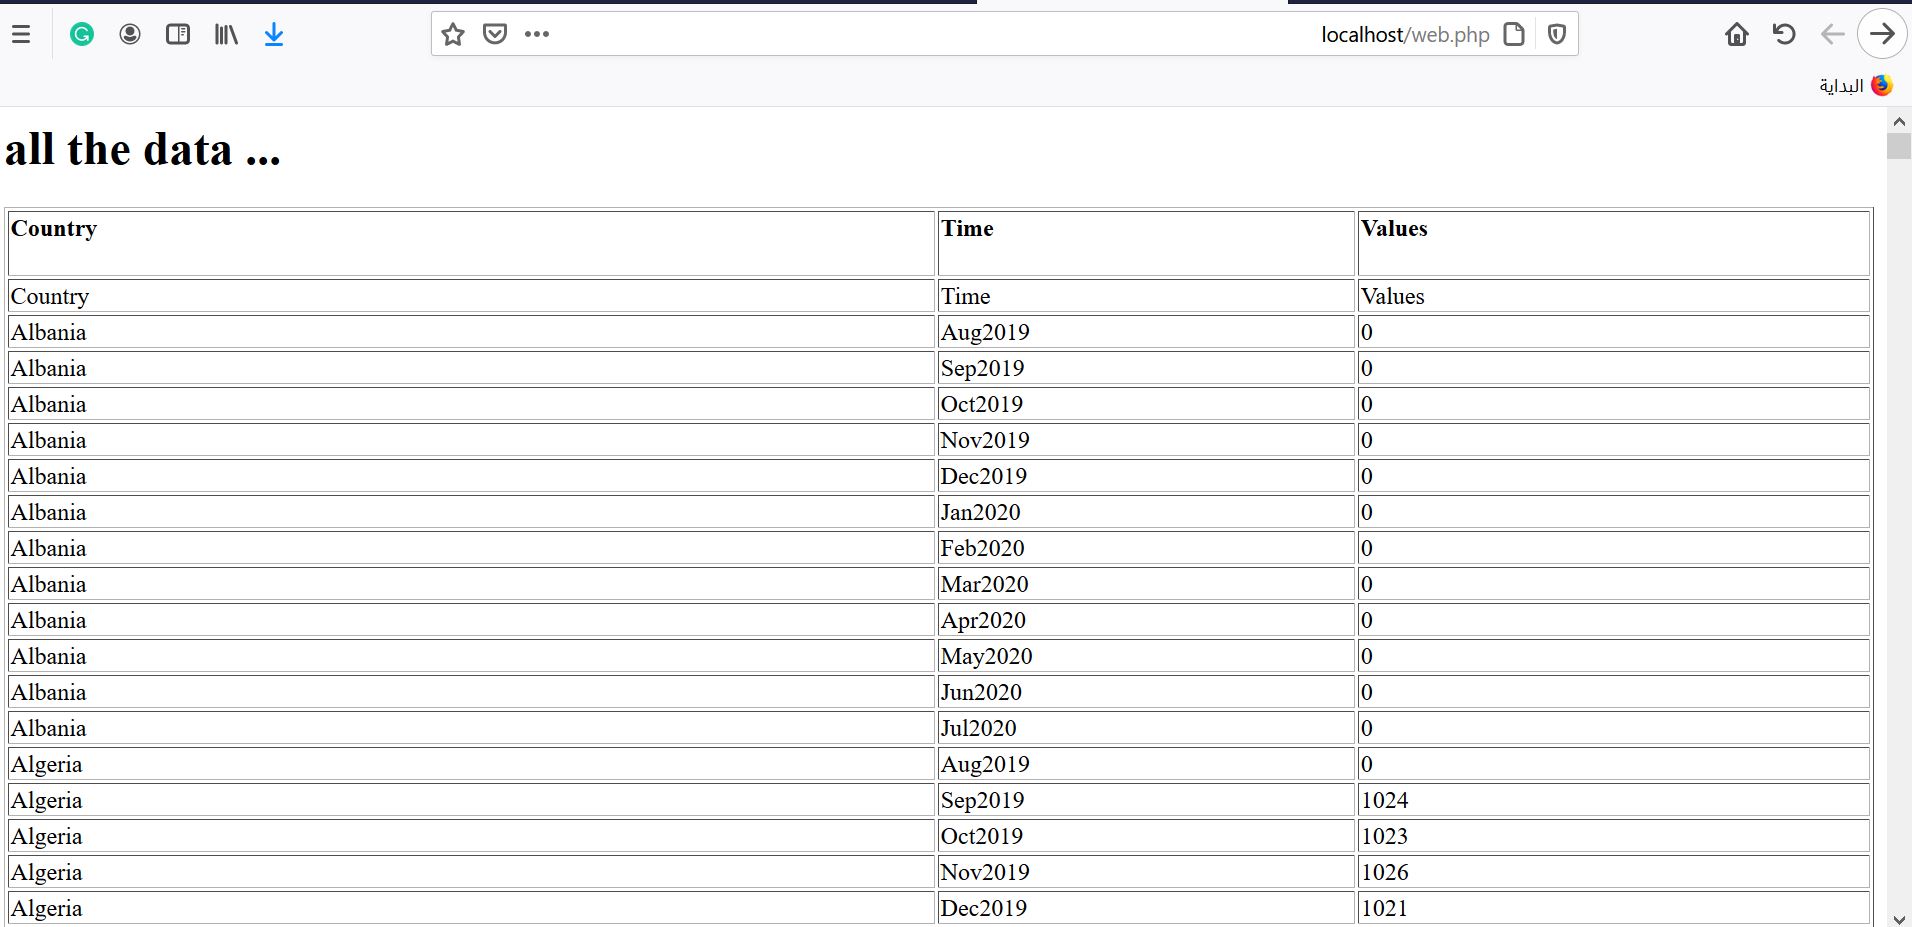 localhost/web.php
البداية
all the data ...
Country Time Values
Country Time Values
Albania Aug2019 0
Albania Sep2019 0
Albania Oct2019 0
Albania Nov2019 0
Albania Dec2019 0
Albania Jan2020 0
Albania Feb2020 0
Albania Mar2020 0
Albania Apr2020 0
Albania May2020 0
Albania Jun2020 0
Albania Jul2020 0
Algeria Aug2019 0
Algeria Sep2019 1024
Algeria Oct2019 1023
Algeria Nov2019 1026
Algeria Dec2019 1021